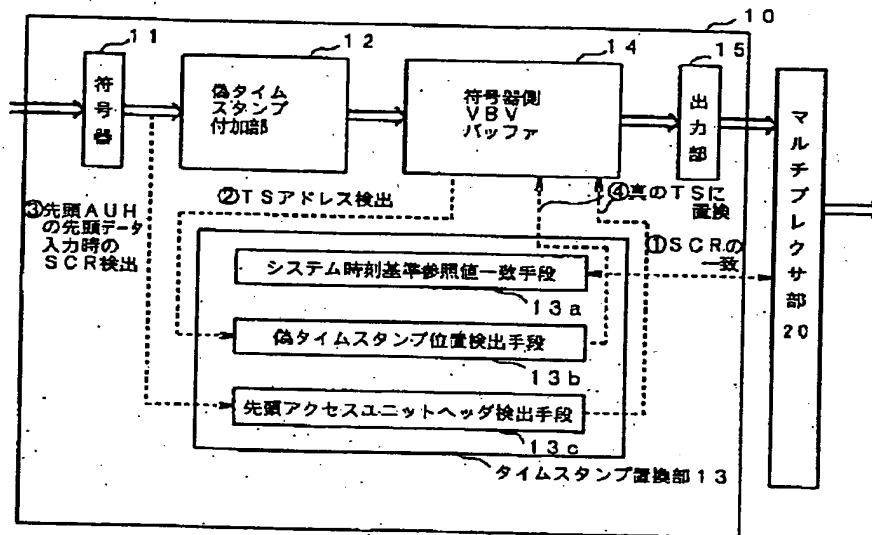 10
11
12
14
15
符
号
器
偽タイム
スタンプ
付加部
符号器側
VBV
バッファ
出
力
部
マ
ル
チ
プ
レ
ク
サ
部
20
②TSアドレス検出
④真のTSに
置換
③先頭AUH
の先頭データ
入力時の
SCR検出
①SCRの
一致
システム時刻基準参照値一致手段
13a
偽タイムスタンプ位置検出手段
13b
先頭アクセスユニットヘッダ検出手段
13c
タイムスタンプ置換部13